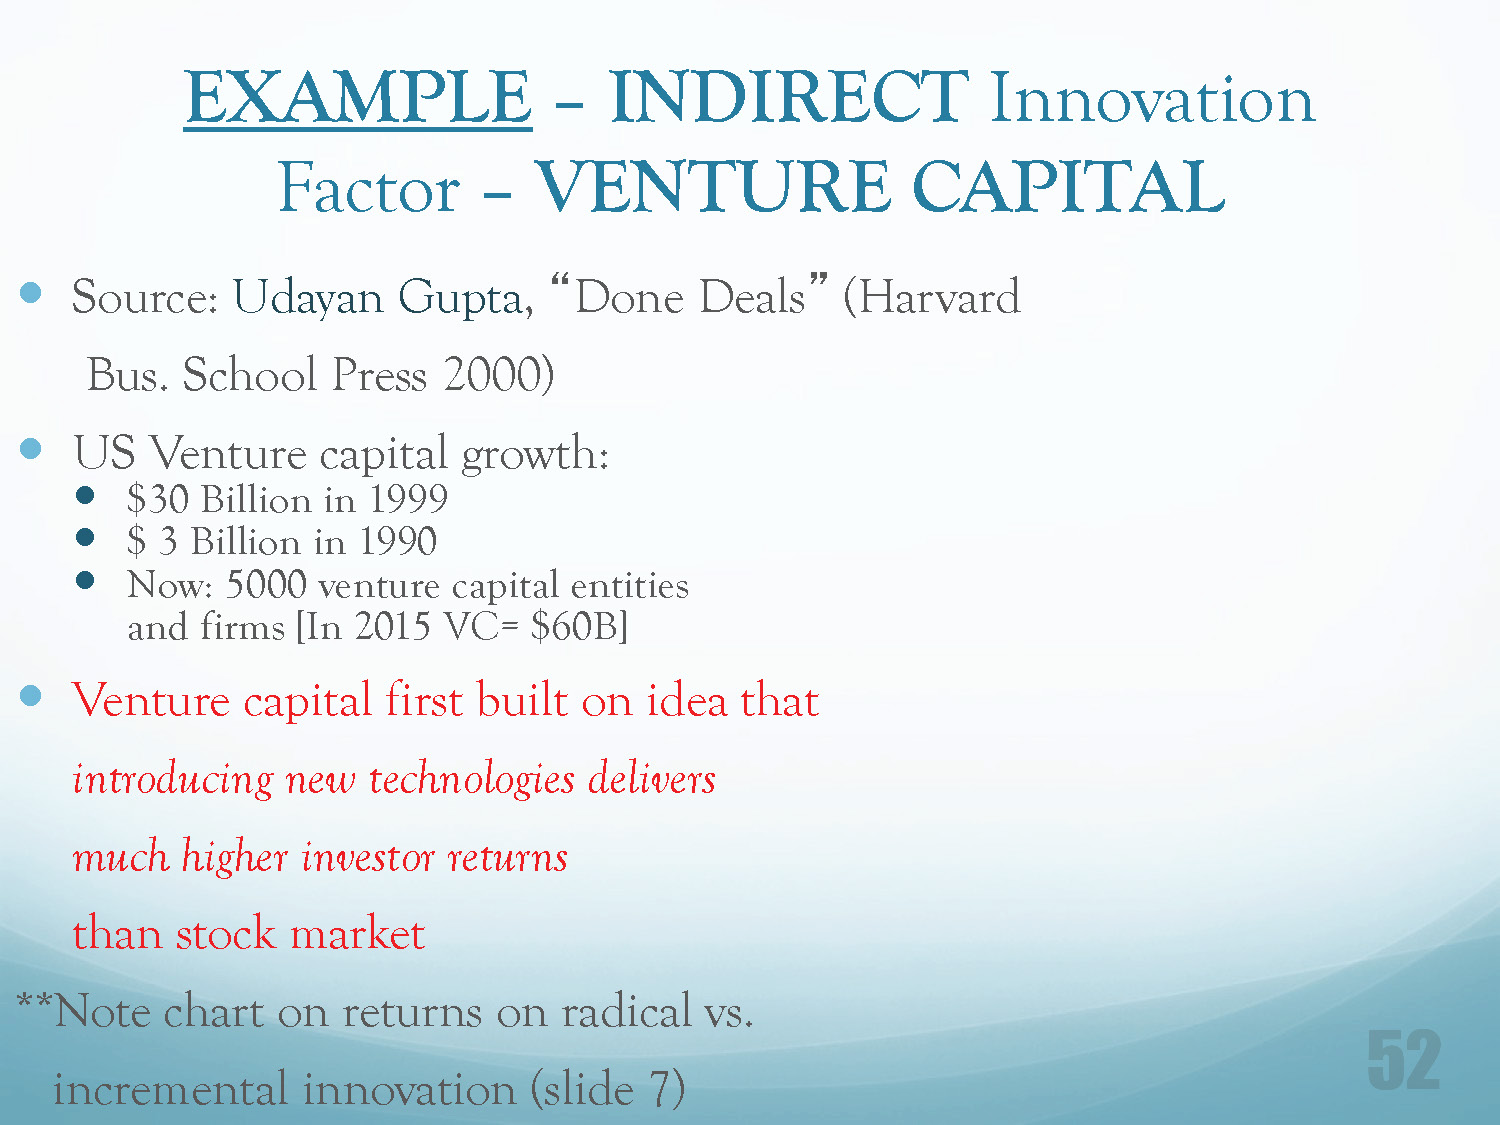 EXAMPLE – INDIRECT Innovation
Factor – VENTURE CAPITAL
• Source: Udayan Gupta, “Done Deals” (Harvard
Bus. School Press 2000)
• US Venture capital growth:
• $30 Billion in 1999
• $ 3 Billion in 1990
• Now: 5000 venture capital entities
and firms [In 2015 VC= $60B]
• Venture capital first built on idea that
introducing new technologies delivers
much higher investor returns
than stock market
**Note chart on returns on radical vs.
incremental innovation (slide 7)
52